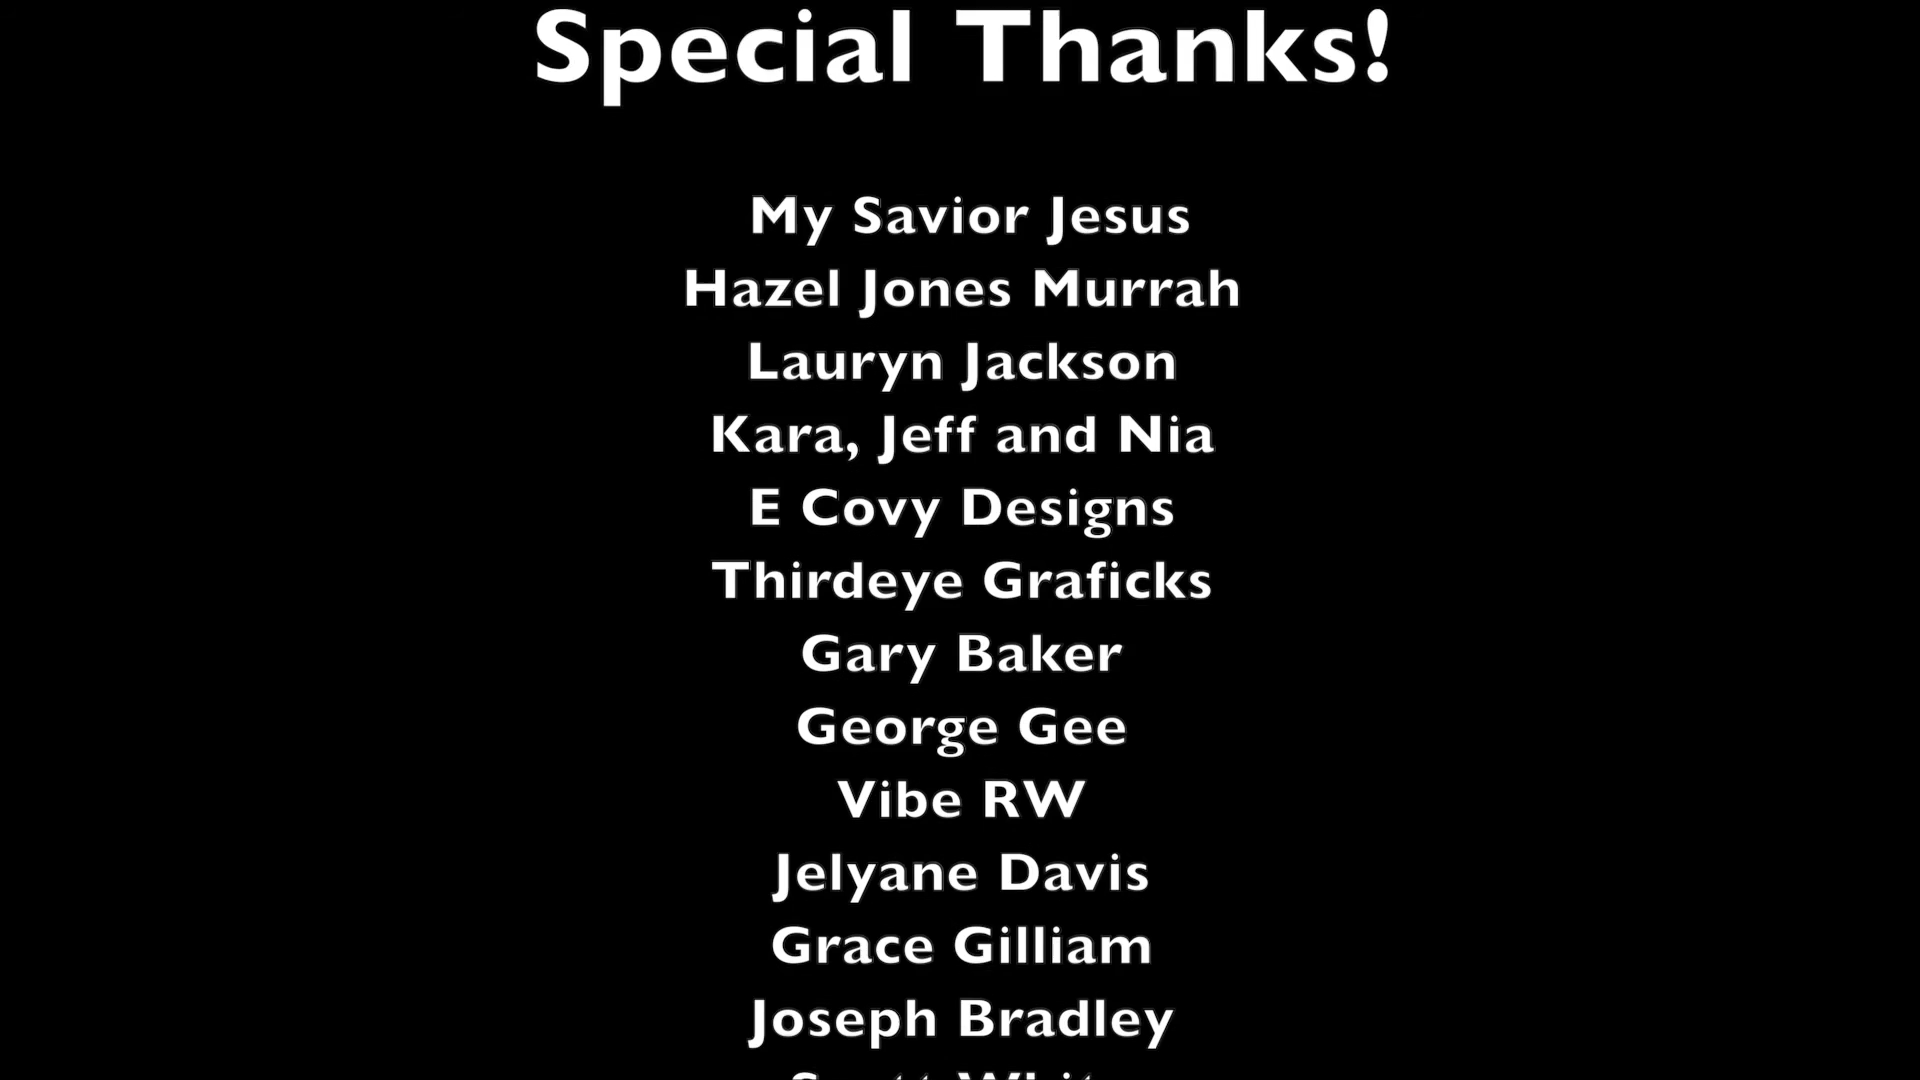 Special Thanks!
My Savior Jesus
Hazel Jones Murrah
Lauryn Jackson
Kara, Jeff and Nia
E Covy Designs
Thirdeye Graficks
Gary Baker
George Gee
Vibe RW
Jelyane Davis
Grace Gilliam
Joseph Bradley